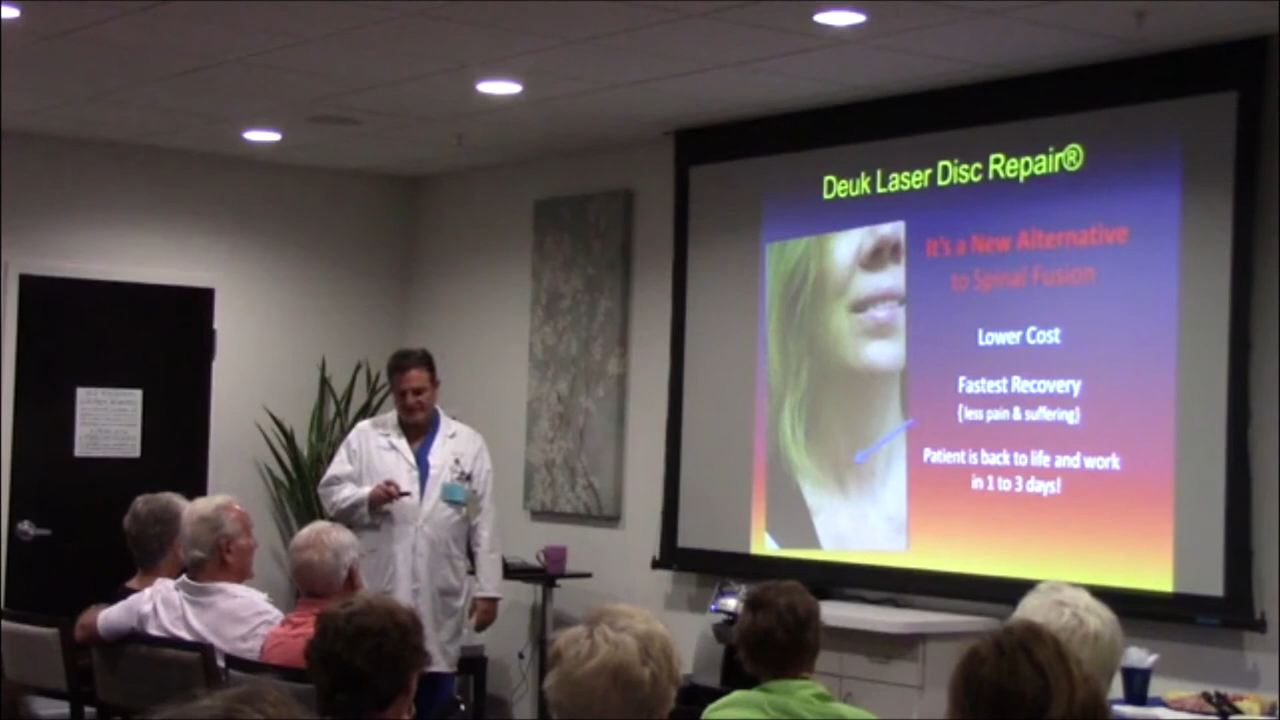 Deuk Laser Disc Repair®
It's a New Alternative
to Spinal Fusion
Lower Cost
Fastest Recovery
(less pain & suffering)
Patient is back to life and work
in 1 to 3 days!